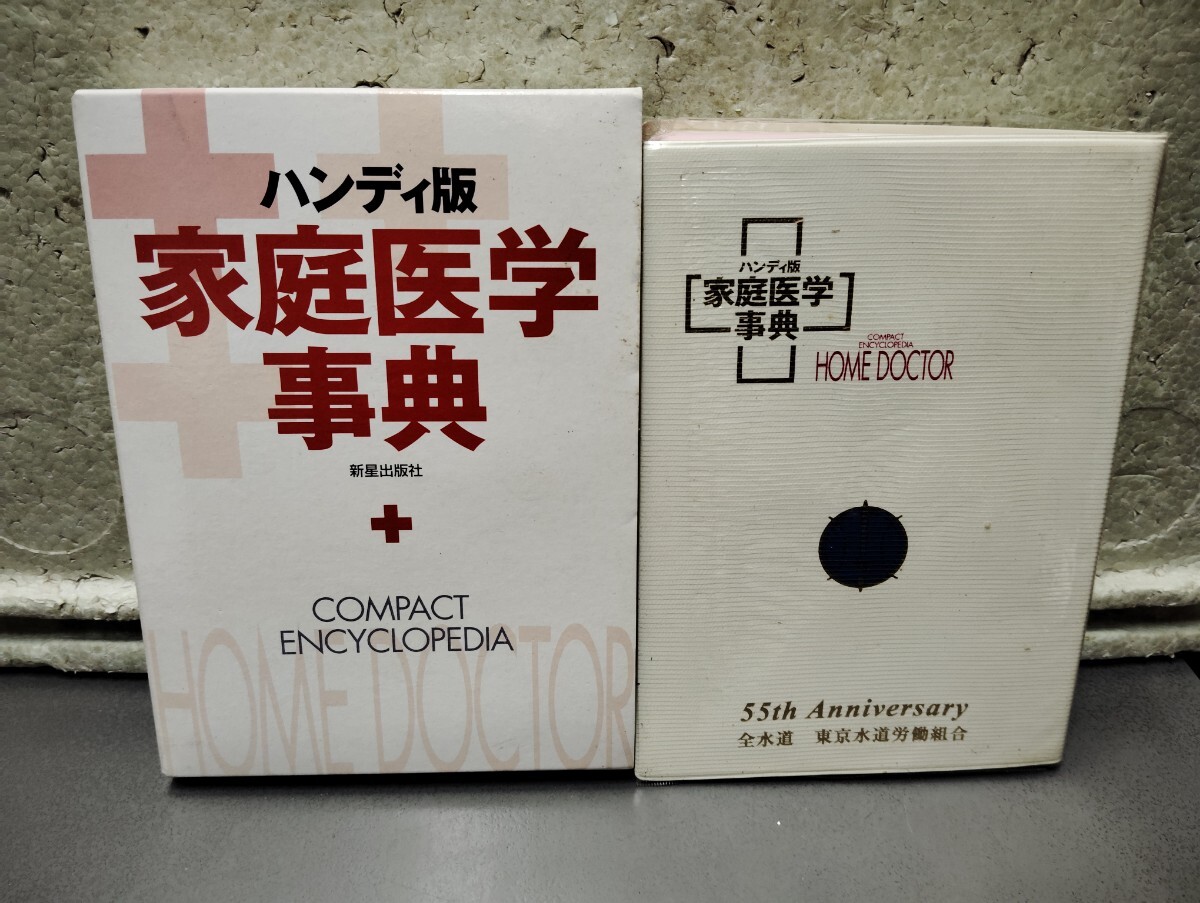 ハンディ版
家庭医学
事典
新星出版社
COMPACT
ENCYCLOPEDIA
HOME DOCTOR
ハンディ版
家庭医学
事典
COMPACT
ENCYCLOPEDIA
HOME DOCTOR
55th Anniversary
全水道 東京水道労働組合